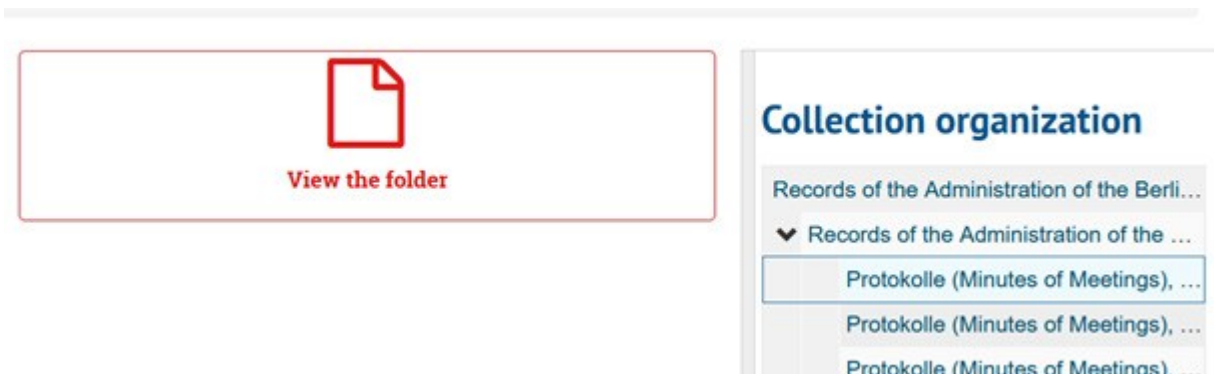 View the folder
Collection organization
Records of the Administration of the Berli...
Records of the Administration of the ...
Protokolle (Minutes of Meetings), ...
Protokolle (Minutes of Meetings), ...
Protokolle (Minutes of Meetings), ...